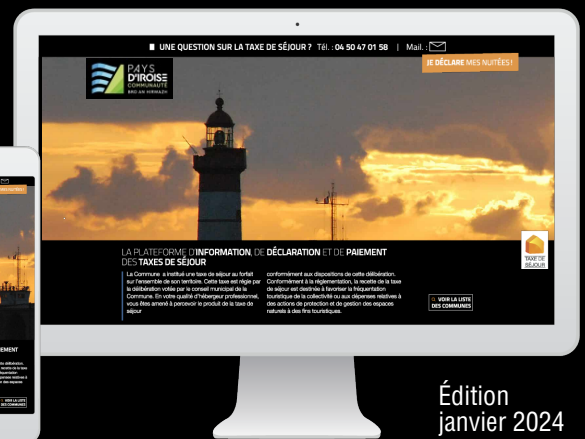 UNE QUESTION SUR LA TAXE DE SÉJOUR ? Tél. : 04 50 47 01 58 | Mail. :
JE DÉCLARE MES NUITÉES !
PAYS
D'IROISE
COMMUNAUTÉ
BRO AN HIRWAZH
LA PLATEFORME D'INFORMATION, DE DÉCLARATION ET DE PAIEMENT
DES TAXES DE SÉJOUR
La Commune a institué une taxe de séjour au forfait
sur l'ensemble de son territoire. Cette taxe est régie par
la délibération votée par le conseil municipal de la
Commune. En votre qualité d'hébergeur professionnel,
vous êtes amené à percevoir le produit de la taxe de
séjour
conformément aux dispositions de cette délibération.
Conformément à la réglementation, la recette de la taxe
de séjour est destinée à favoriser la fréquentation
touristique de la collectivité ou aux dépenses relatives à
des actions de protection et de gestion des espaces
naturels à des fins touristiques.
TAXE DE
SÉJOUR
VOIR LA LISTE
DES COMMUNES
VOIR LA LISTE
DES COMMUNES
Édition
janvier 2024